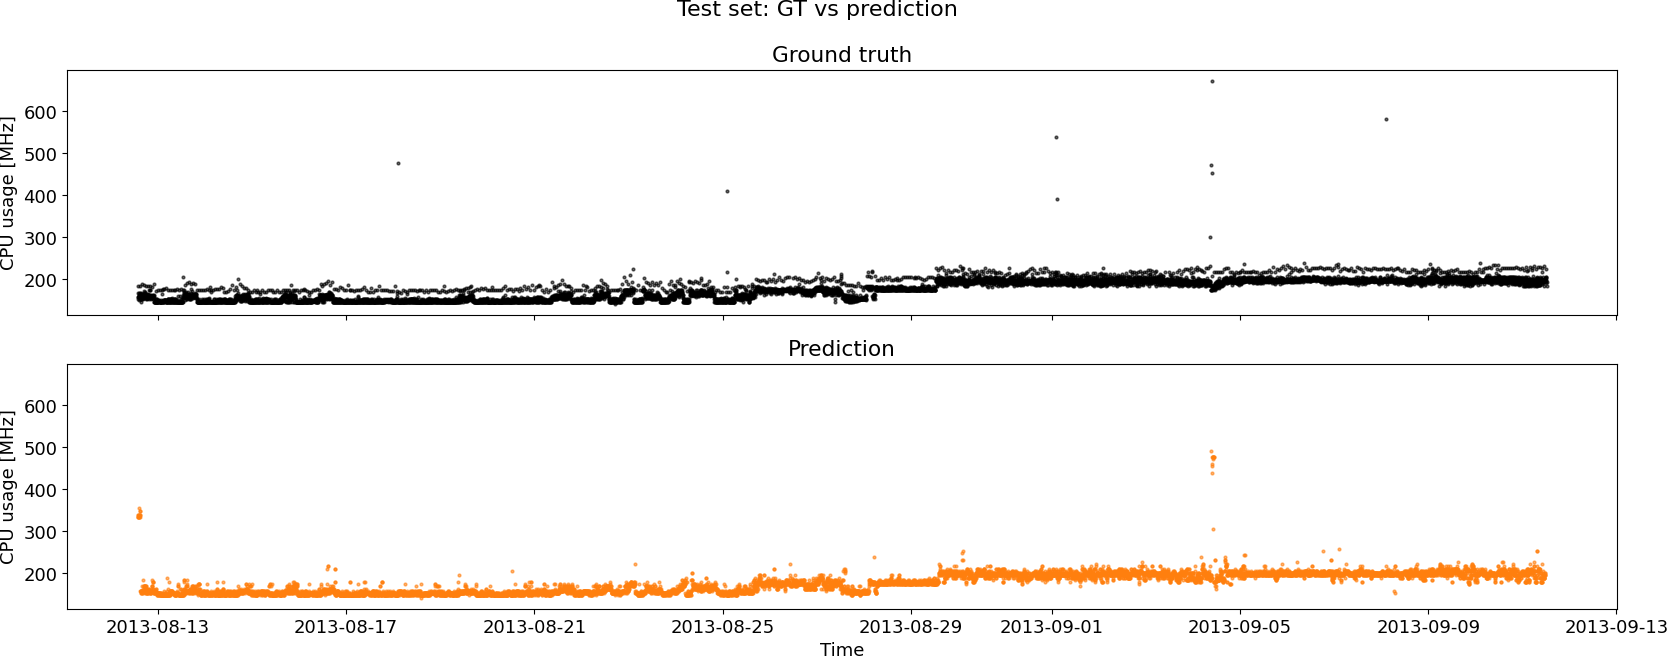 Test set: GT vs prediction
Ground truth
CPU usage [MHz]
600
500
400
300
200
Prediction
CPU usage [MHz]
600
500
400
300
200
2013-08-13 2013-08-17 2013-08-21 2013-08-25 2013-08-29 2013-09-01 2013-09-05 2013-09-09 2013-09-13
Time